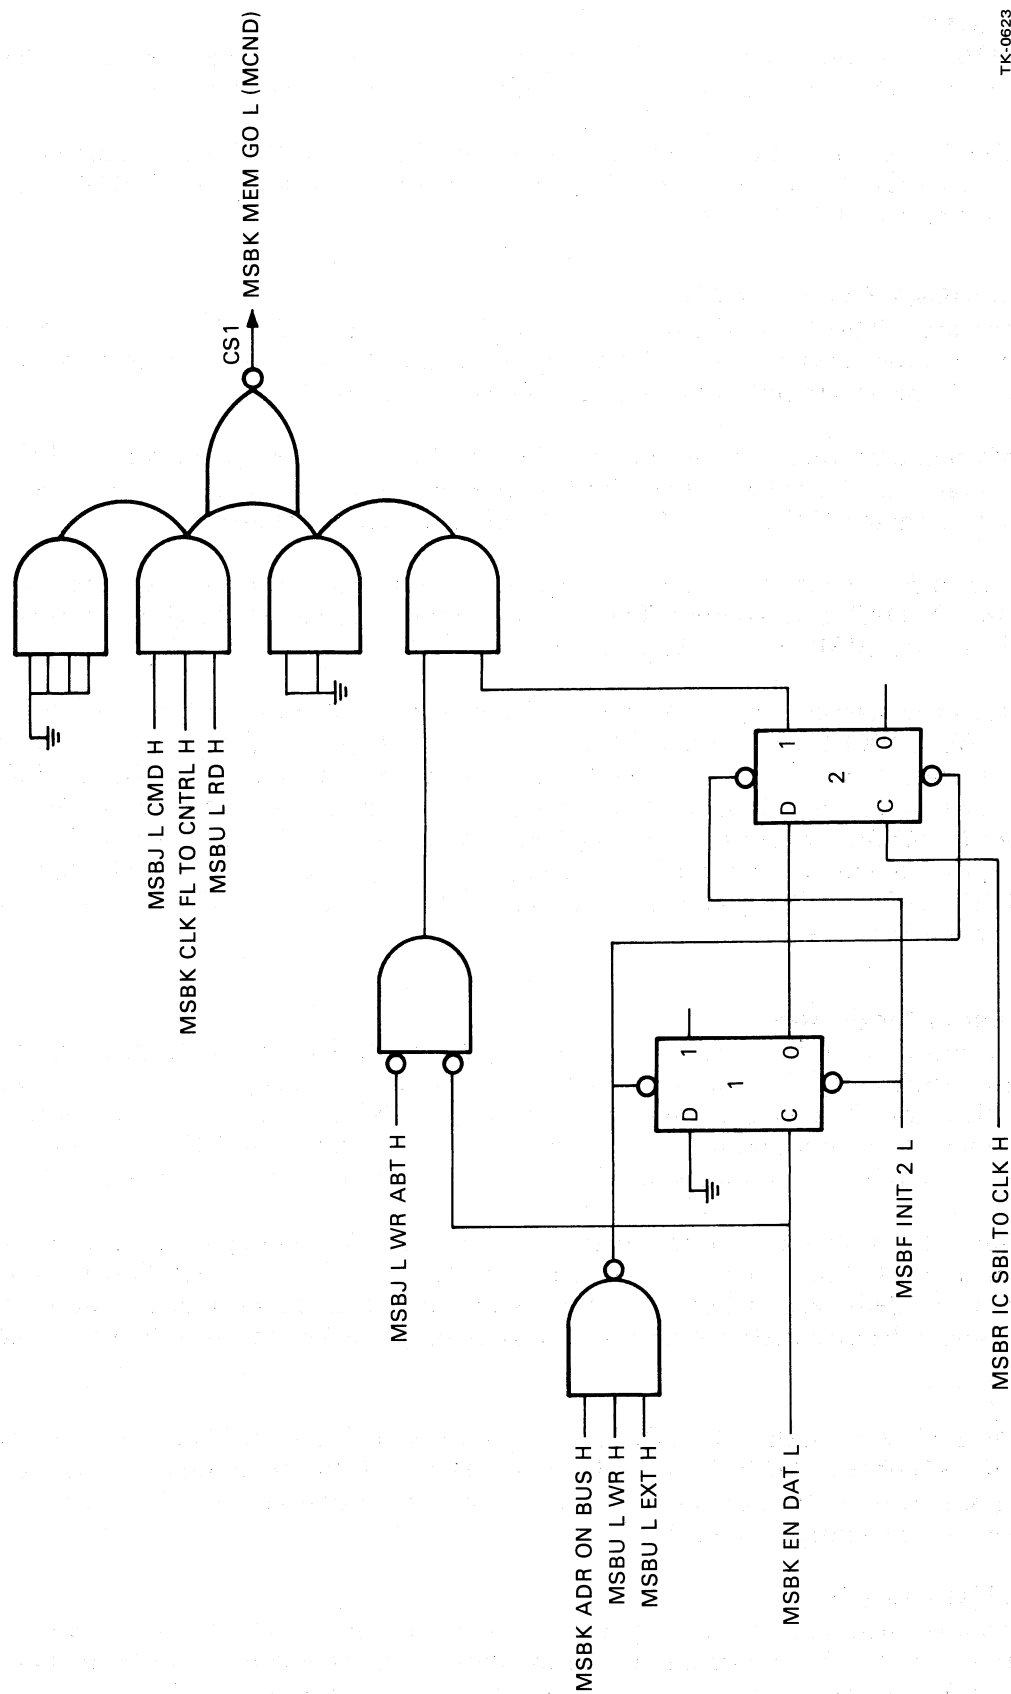 MSBJ L CMD H
MSBK CLK FL TO CNTRL H
MSBU L RD H
CS1
MSBK MEM GO L (MCND)
MSBJ L WR ABT H
MSBK ADR ON BUS H
MSBU L WR H
MSBU L EXT H
D
1
1
C
0
D
1
2
C
0
MSBK EN DAT L
MSBF INIT 2 L
MSBR IC SBI TO CLK H
TK-0623